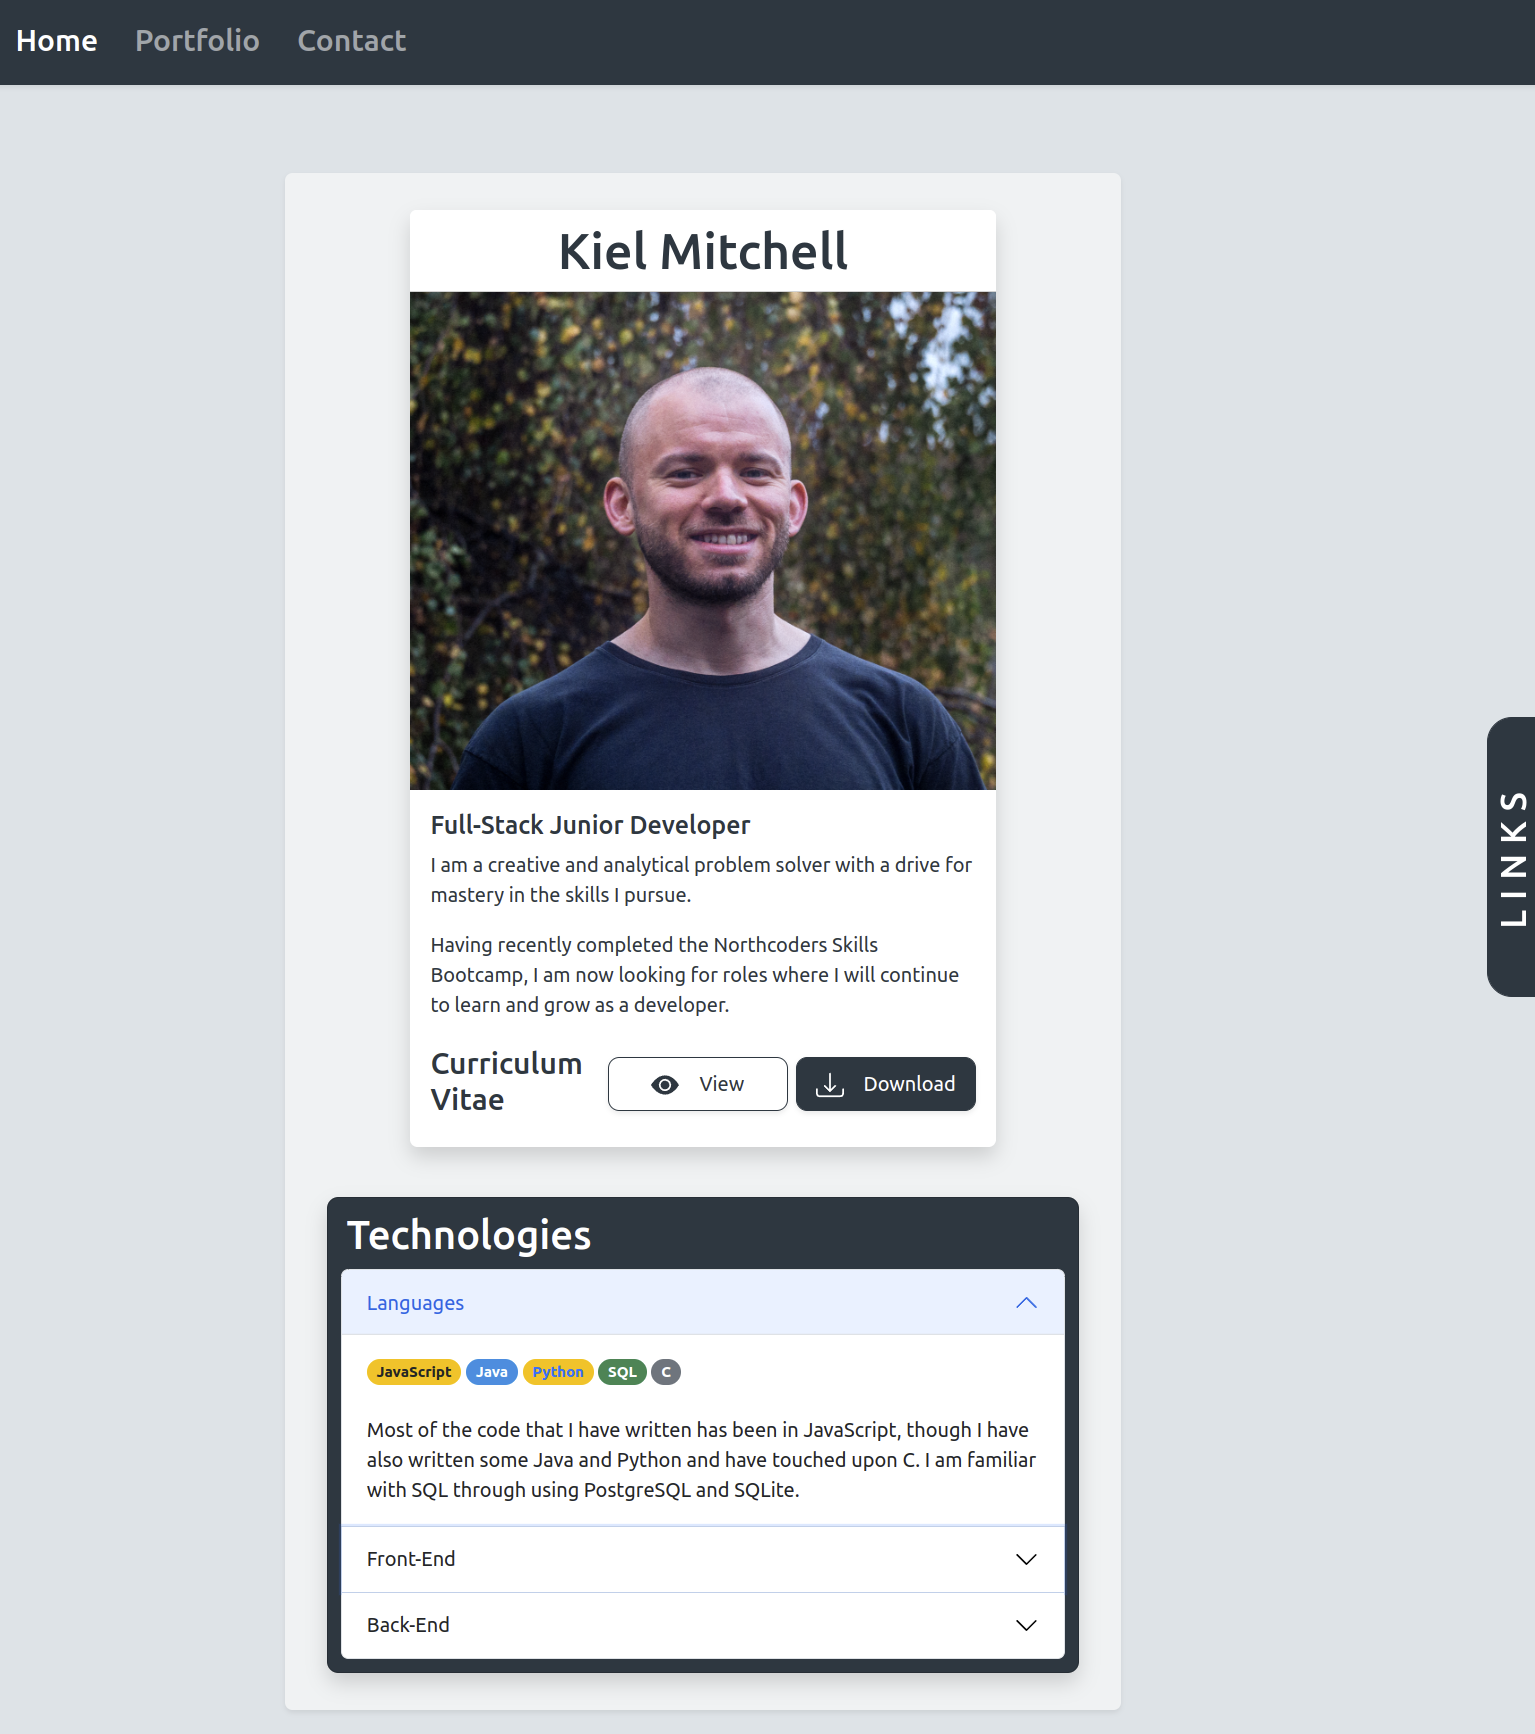 Home Portfolio Contact
Kiel Mitchell
Full-Stack Junior Developer
I am a creative and analytical problem solver with a drive for
mastery in the skills I pursue.
Having recently completed the Northcoders Skills
Bootcamp, I am now looking for roles where I will continue
to learn and grow as a developer.
Curriculum
Vitae
View
Download
LINKS
Technologies
Languages
JavaScript Java Python SQL C
Most of the code that I have written has been in JavaScript, though I have
also written some Java and Python and have touched upon C. I am familiar
with SQL through using PostgreSQL and SQLite.
Front-End
Back-End